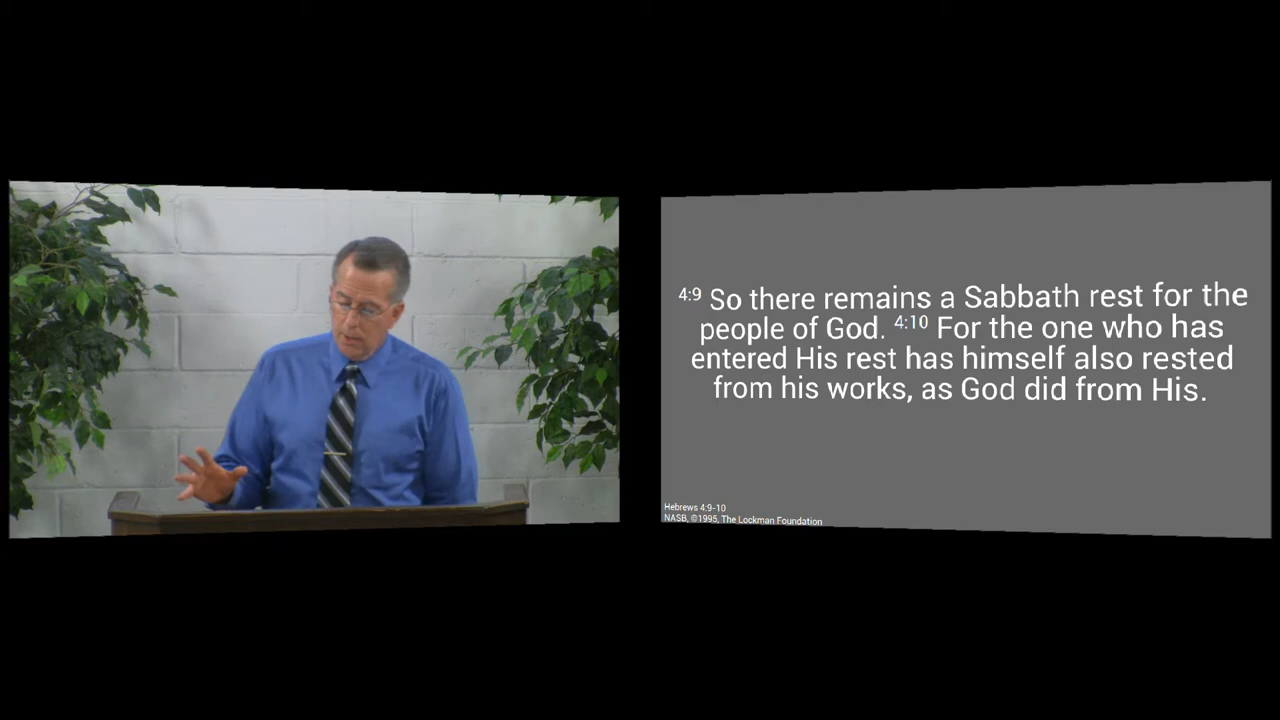 4:9 So there remains a Sabbath rest for the
people of God. 4:10 For the one who has
entered His rest has himself also rested
from his works, as God did from His.
Hebrews 4:9-10
NASB, ©1995, The Lockman Foundation